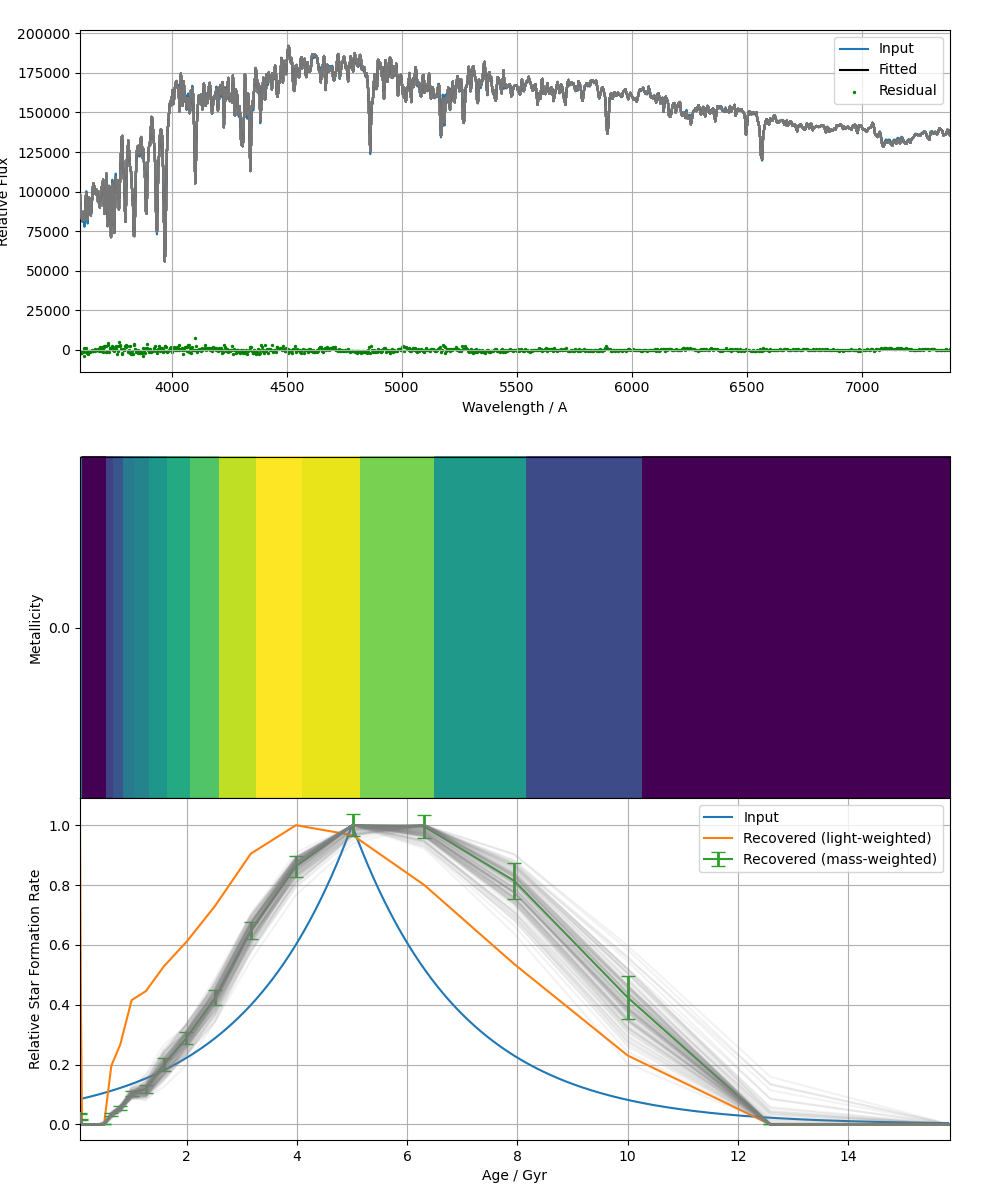 200000
175000
150000
125000
100000
75000
50000
25000
0
Relative Flux
Input
Fitted
Residual
4000
4500
5000
5500
6000
6500
7000
Wavelength / A
Metallicity
0.0
Relative Star Formation Rate
1.0
0.8
0.6
0.4
0.2
0.0
Input
Recovered (light-weighted)
Recovered (mass-weighted)
2
4
6
8
10
12
14
Age / Gyr